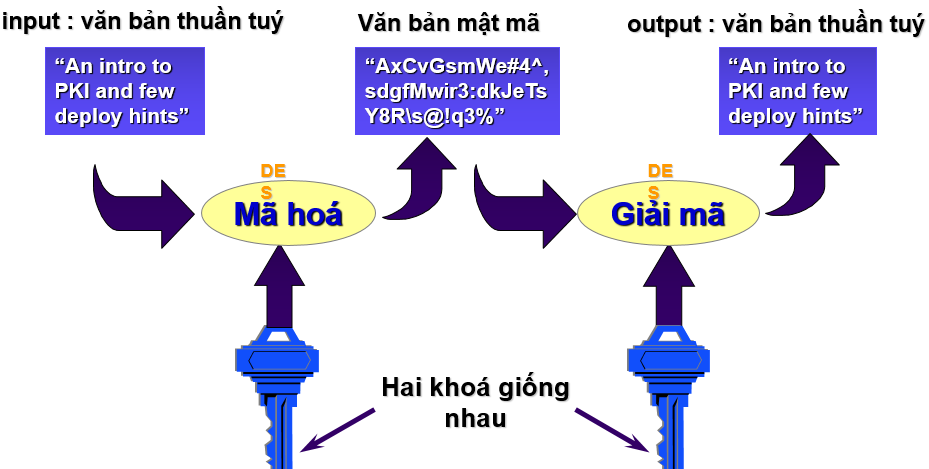 input : văn bản thuần tuý
Văn bản mật mã
output : văn bản thuần tuý
“An intro to
PKI and few
deploy hints”
“AxCvGsmWe#4^,
sdgfMwir3:dkJeTs
Y8R\s@!q3%”
“An intro to
PKI and few
deploy hints”
DE
S
Mã hoá
DE
S
Giải mã
Hai khoá giống
nhau